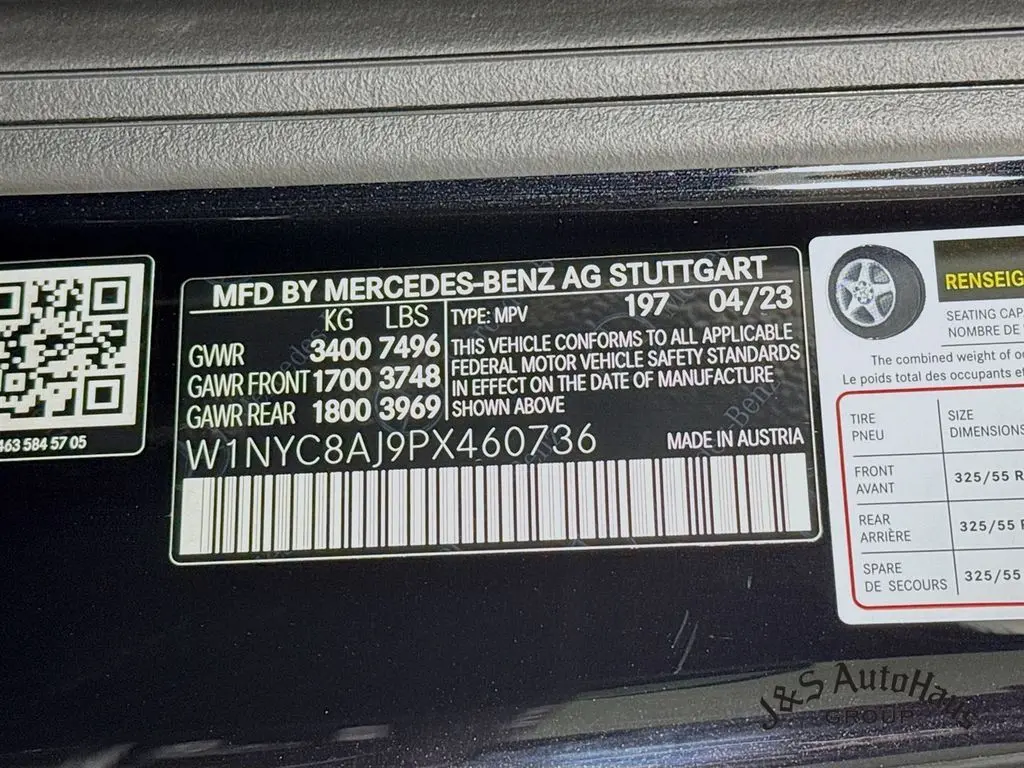 463 584 57 05
MFD BY MERCEDES-BENZ AG STUTTGART
KG LBS
GVWR 3400 7496
GAWR FRONT 1700 3748
GAWR REAR 1800 3969
TYPE: MPV 197 04/23
THIS VEHICLE CONFORMS TO ALL APPLICABLE
FEDERAL MOTOR VEHICLE SAFETY STANDARDS
IN EFFECT ON THE DATE OF MANUFACTURE
SHOWN ABOVE
W1NYC8AJ9PX460736
MADE IN AUSTRIA
RENSEIG
SEATING CAP
NOMBRE DE
The combined weight of
Le poids total des occupants
TIRE SIZE
PNEU DIMENSIONS
FRONT 325/55 R
AVANT
REAR 325/55
ARRIÈRE
SPARE 325/55
DE SECOURS
J&S AutoHaus
GROUP